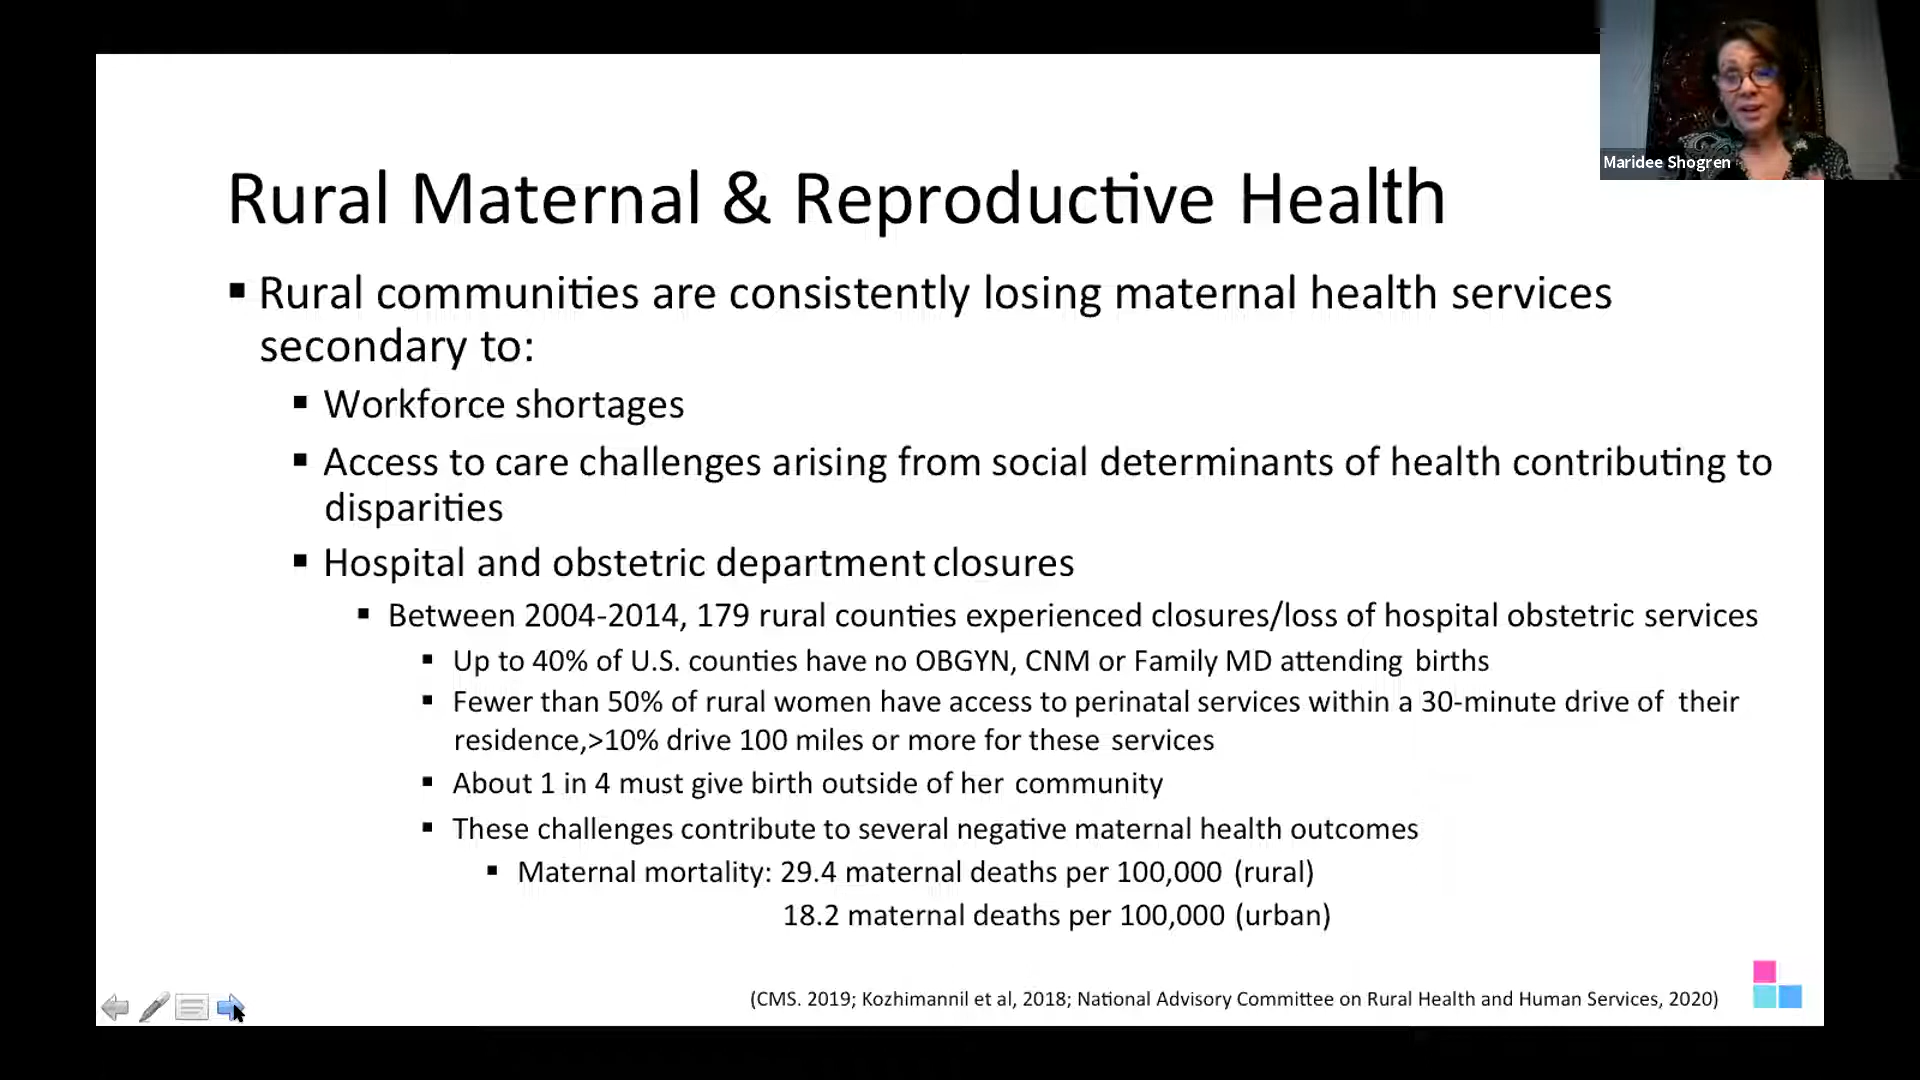 Maridee Shogren
Rural Maternal & Reproductive Health
▪ Rural communities are consistently losing maternal health services
secondary to:
▪ Workforce shortages
▪ Access to care challenges arising from social determinants of health contributing to
disparities
▪ Hospital and obstetric department closures
▪ Between 2004-2014, 179 rural counties experienced closures/loss of hospital obstetric services
▪ Up to 40% of U.S. counties have no OBGYN, CNM or Family MD attending births
▪ Fewer than 50% of rural women have access to perinatal services within a 30-minute drive of their
residence,>10% drive 100 miles or more for these services
▪ About 1 in 4 must give birth outside of her community
▪ These challenges contribute to several negative maternal health outcomes
▪ Maternal mortality: 29.4 maternal deaths per 100,000 (rural)
18.2 maternal deaths per 100,000 (urban)
(CMS. 2019; Kozhimannil et al, 2018; National Advisory Committee on Rural Health and Human Services, 2020)